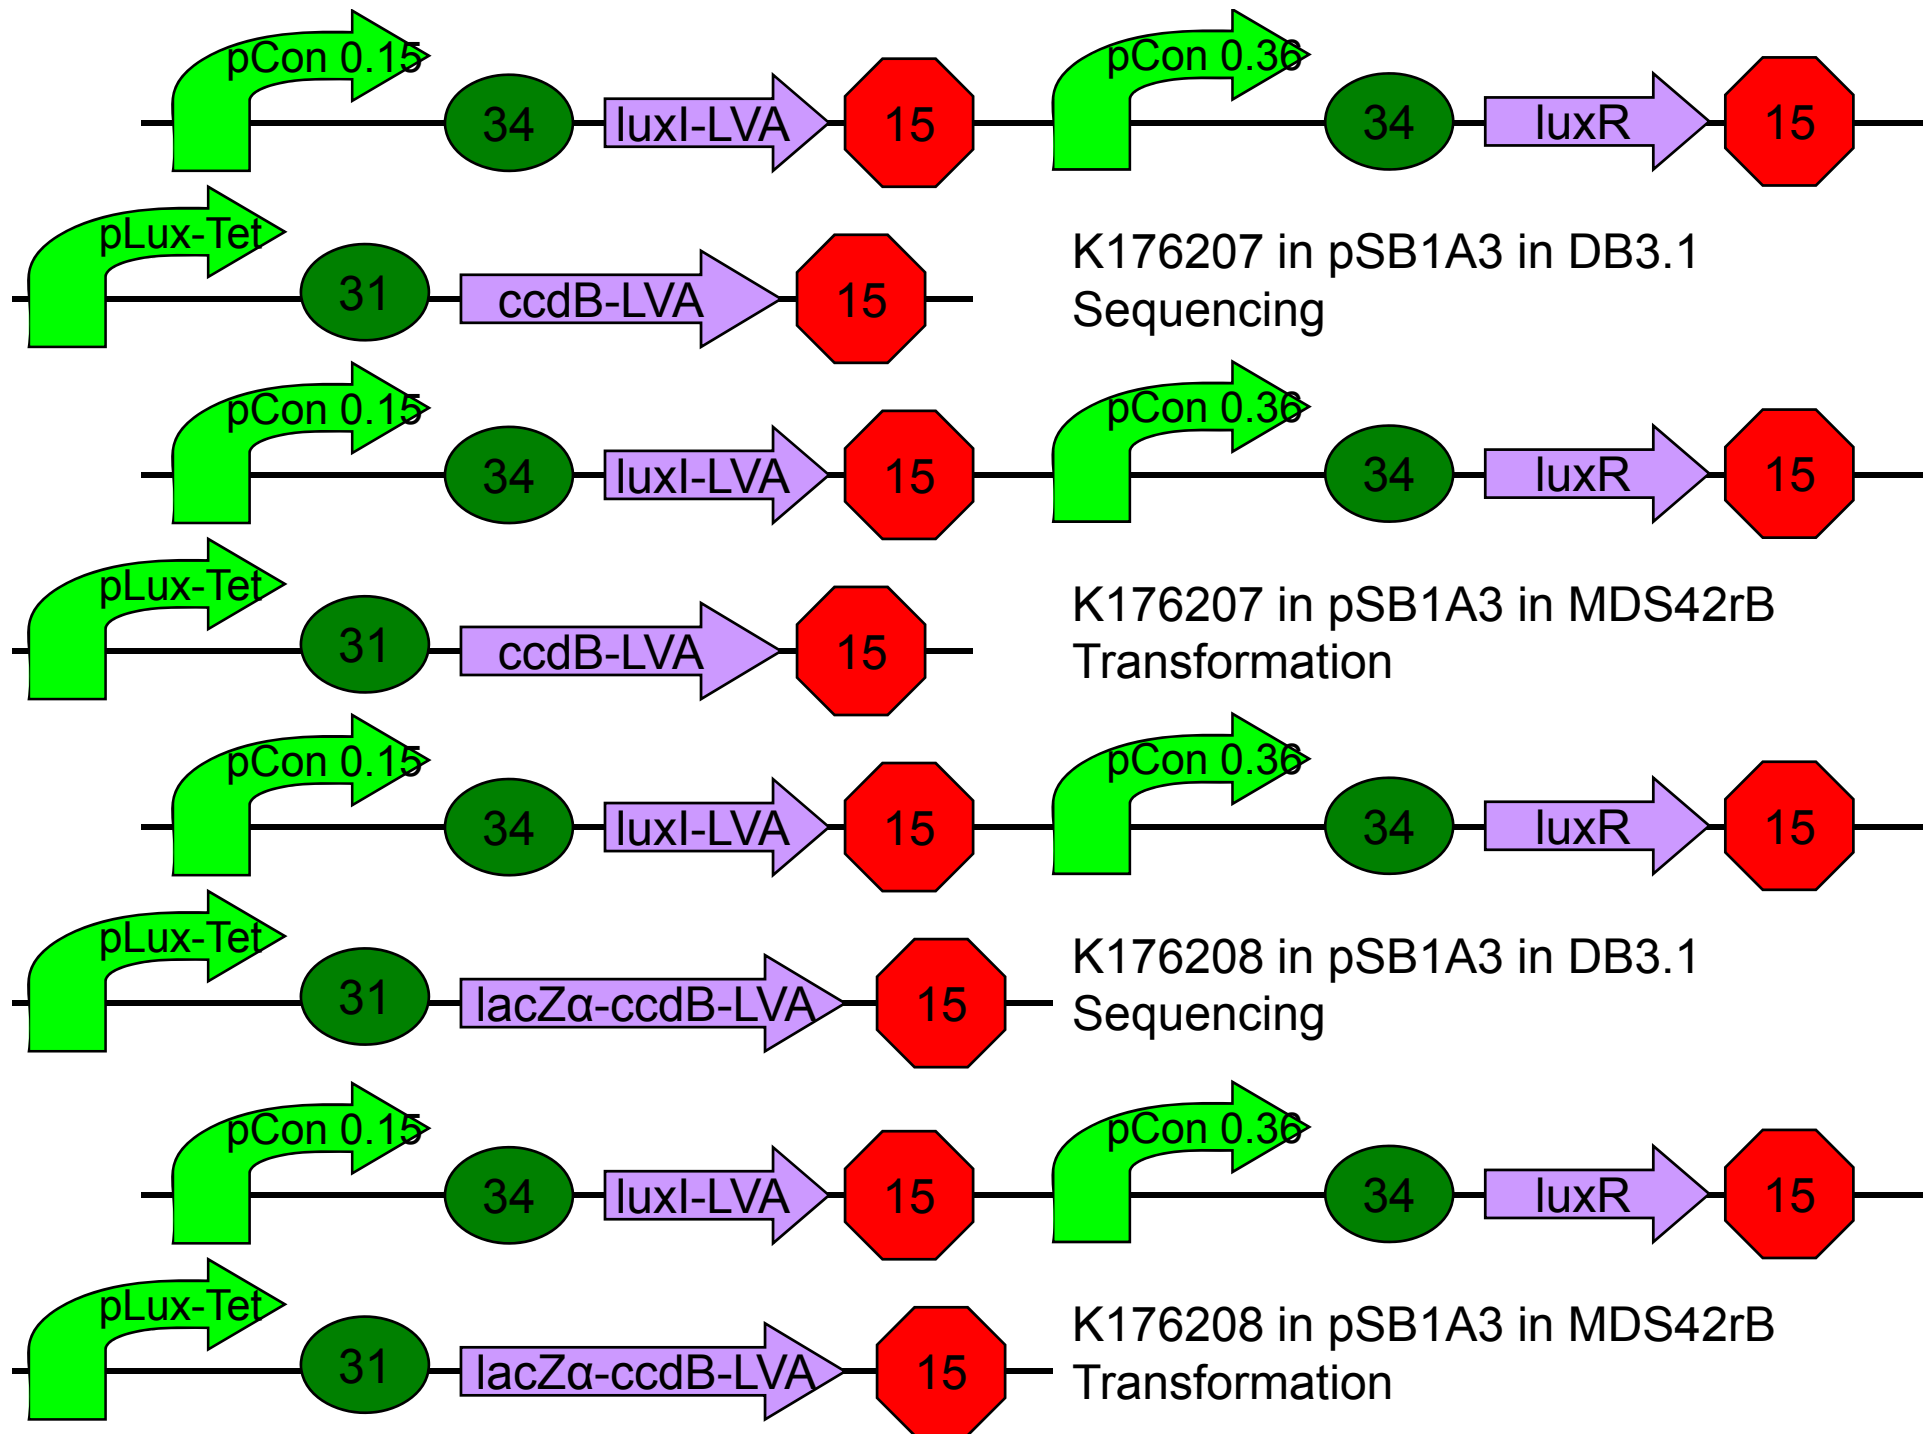 pCon 0.15 pCon 0.36
34 luxI-LVA 15 34 luxR 15
pLux-Tet
31 ccdB-LVA 15
K176207 in pSB1A3 in DB3.1
Sequencing
pCon 0.15 pCon 0.36
34 luxI-LVA 15 34 luxR 15
pLux-Tet
31 ccdB-LVA 15
K176207 in pSB1A3 in MDS42rB
Transformation
pCon 0.15 pCon 0.36
34 luxI-LVA 15 34 luxR 15
pLux-Tet
31 lacZα-ccdB-LVA 15
K176208 in pSB1A3 in DB3.1
Sequencing
pCon 0.15 pCon 0.36
34 luxI-LVA 15 34 luxR 15
pLux-Tet
31 lacZα-ccdB-LVA 15
K176208 in pSB1A3 in MDS42rB
Transformation